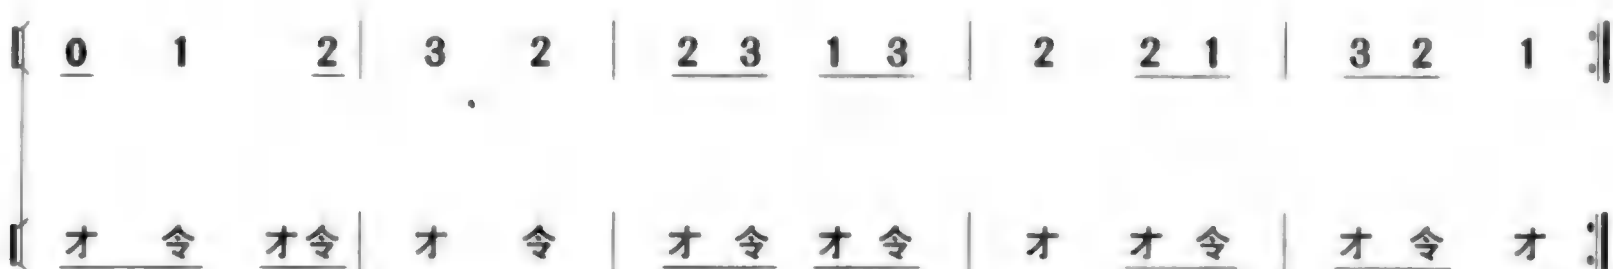 0 1 2 | 3 2 | 2 3 1 3 | 2 2 1 | 3 2 1 :‖
才 令 才 令 | 才 令 | 才 令 才 令 | 才 才 令 | 才 令 才 :‖